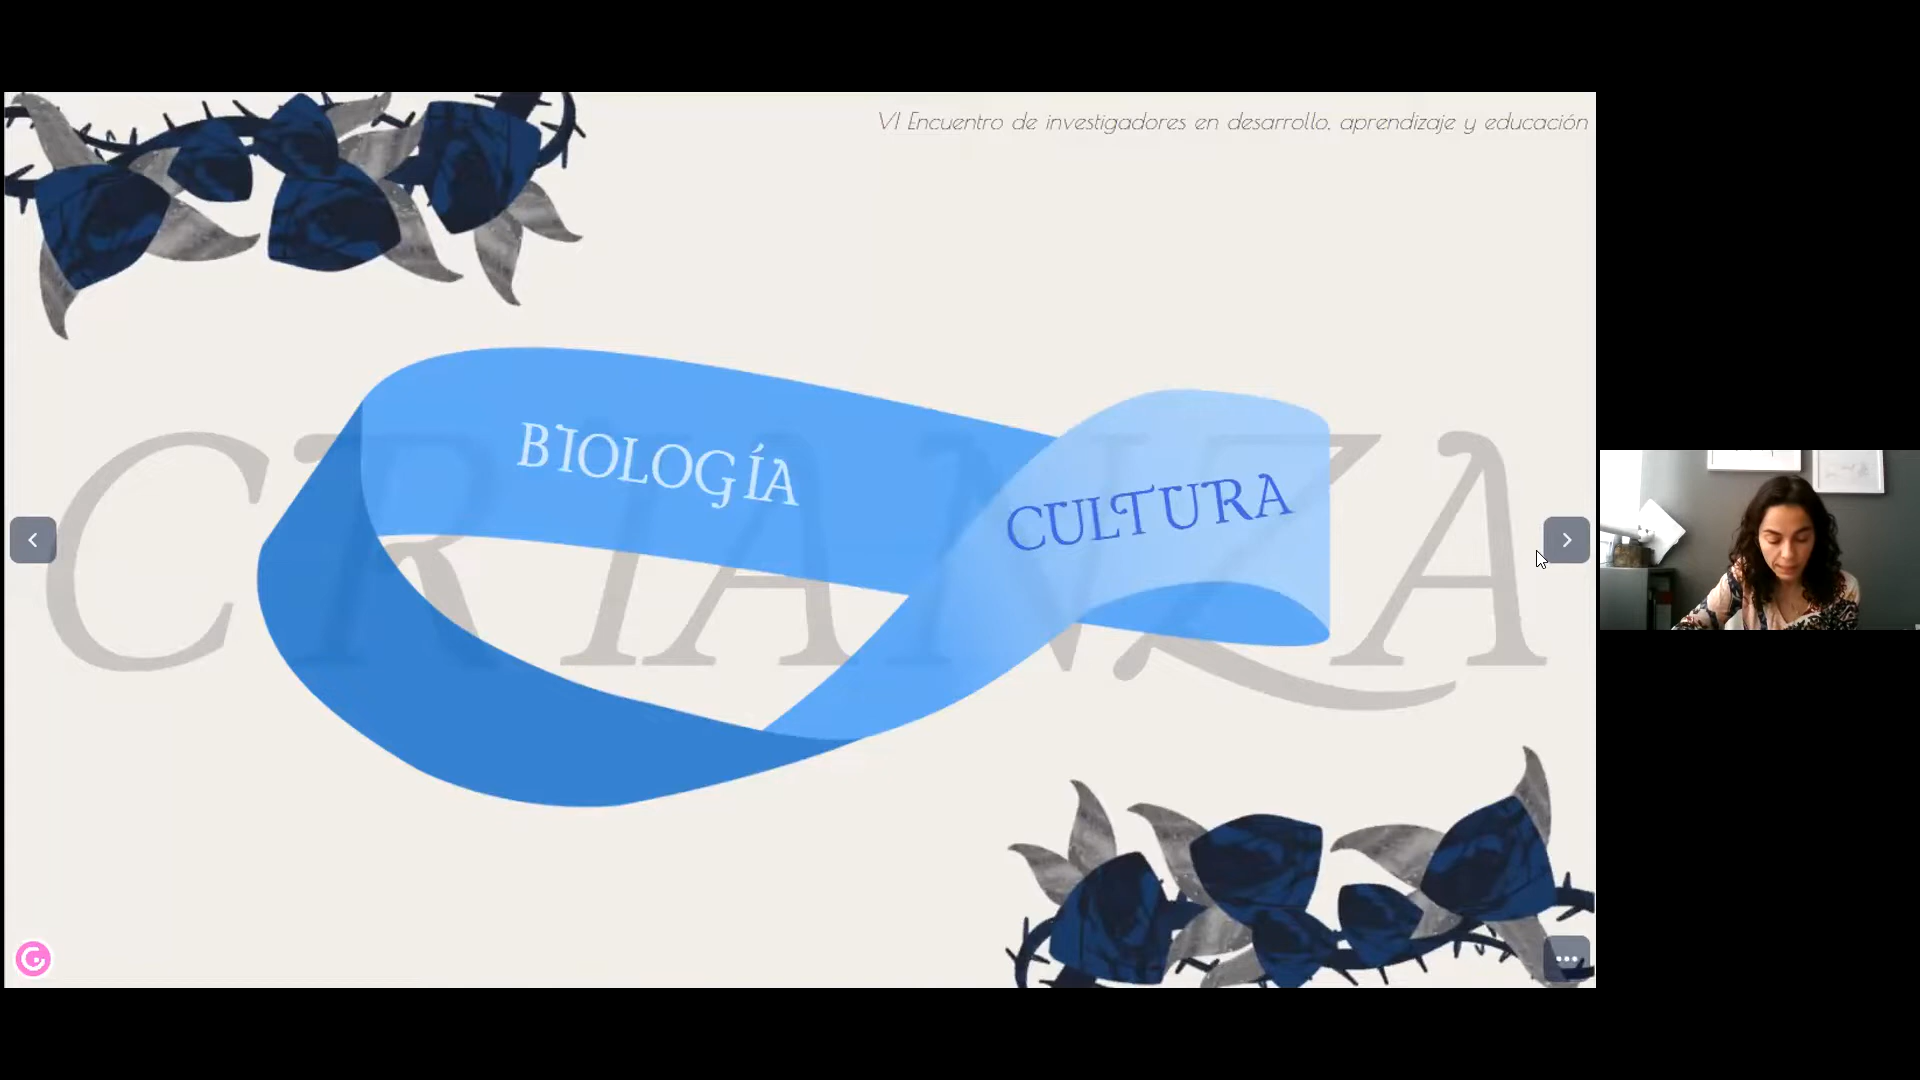 VI Encuentro de investigadores en desarrollo, aprendizaje y educación
BIOLOGÍA
CULTURA
CRIANZA